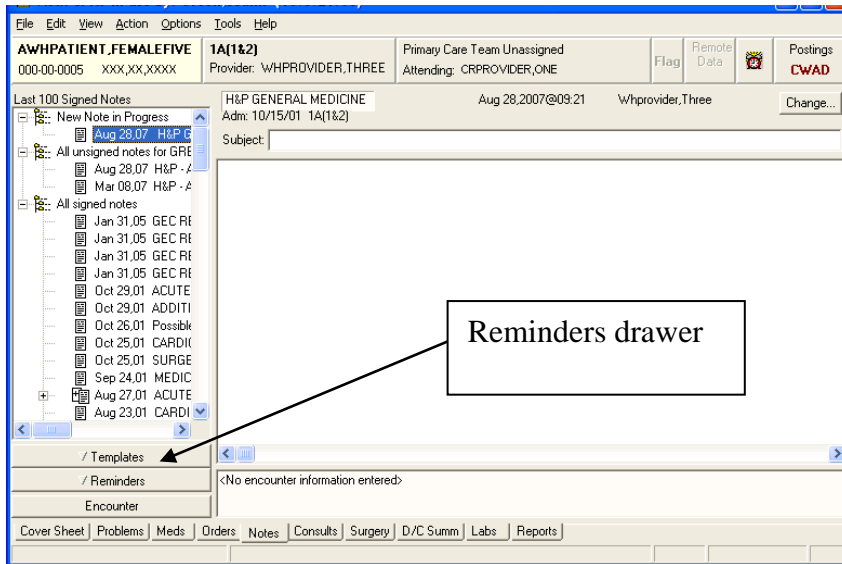 File Edit View Action Options Tools Help
AWHPATIENT,FEMALEFIVE 1A(1&2) Primary Care Team Unassigned Flag Remote Data Postings
000-00-0005 XXX,XX,XXXX Provider: WHPROVIDER,THREE Attending: CRPROVIDER,ONE CWAD
Last 100 Signed Notes
New Note in Progress
Aug 28,07 H&P G
All unsigned notes for GRE
Aug 28,07 H&P - A
Mar 08,07 H&P - A
All signed notes
Jan 31,05 GEC RE
Jan 31,05 GEC RE
Jan 31,05 GEC RE
Jan 31,05 GEC RE
Oct 29,01 ACUTE
Oct 29,01 ADDITI
Oct 26,01 Possible
Oct 25,01 CARDI
Oct 25,01 SURGE
Sep 24,01 MEDIC
Aug 27,01 ACUTE
Aug 23,01 CARDI
Templates
Reminders
Encounter
H&P GENERAL MEDICINE Aug 28,2007@09:21 Whprovider,Three Change...
Adm: 10/15/01 1A(1&2)
Subject:
Reminders drawer
<No encounter information entered>
Cover Sheet Problems Meds Orders Notes Consults Surgery D/C Summ Labs Reports